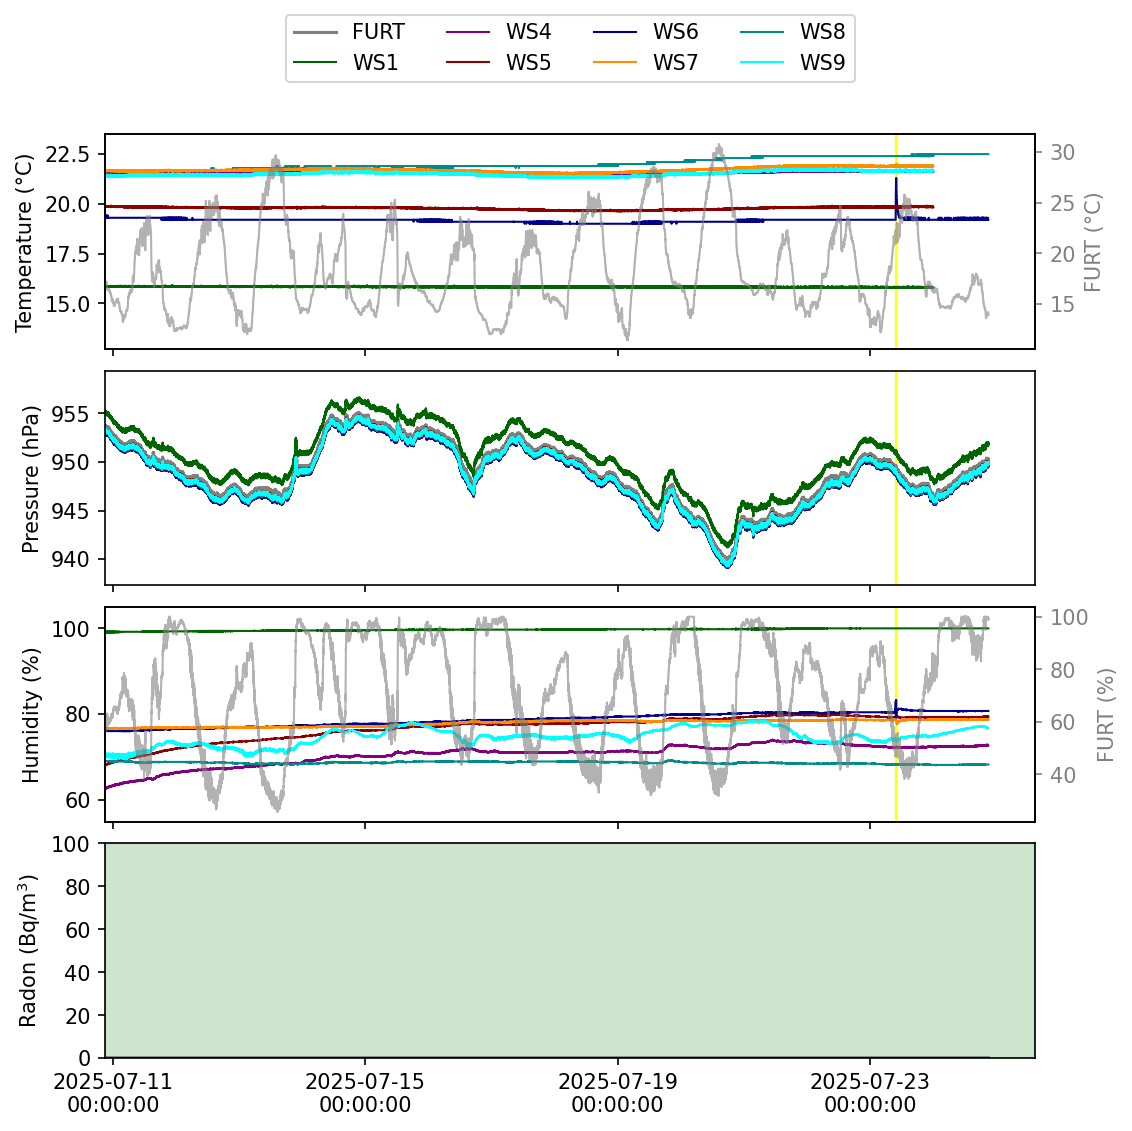 FURT WS4 WS6 WS8
WS1 WS5 WS7 WS9
Temperature (°C)
22.5
20.0
17.5
15.0
30
25
20
15
FURT (°C)
Pressure (hPa)
955
950
945
940
Humidity (%)
100
80
60
100
80
60
40
FURT (%)
Radon (Bq/m³)
100
80
60
40
20
0
2025-07-11 2025-07-15 2025-07-19 2025-07-23
00:00:00 00:00:00 00:00:00 00:00:00